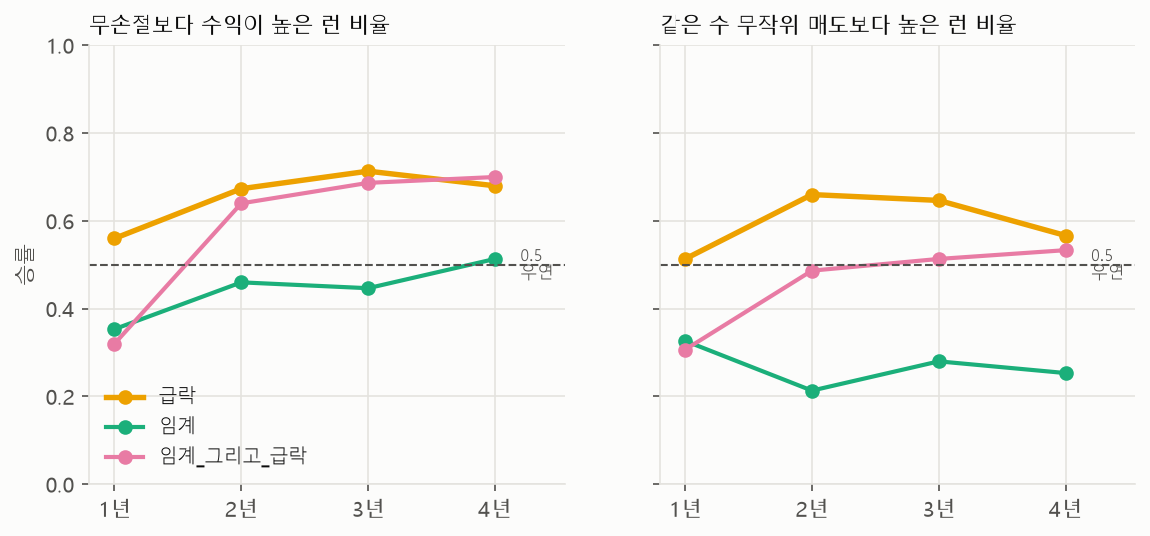 무손절보다 수익이 높은 런 비율
1.0
0.8
0.6
승률
0.4
0.2
0.0
0.5
우연
급락
임계
임계_그리고_급락
1년
2년
3년
4년
같은 수 무작위 매도보다 높은 런 비율
0.5
우연
1년
2년
3년
4년